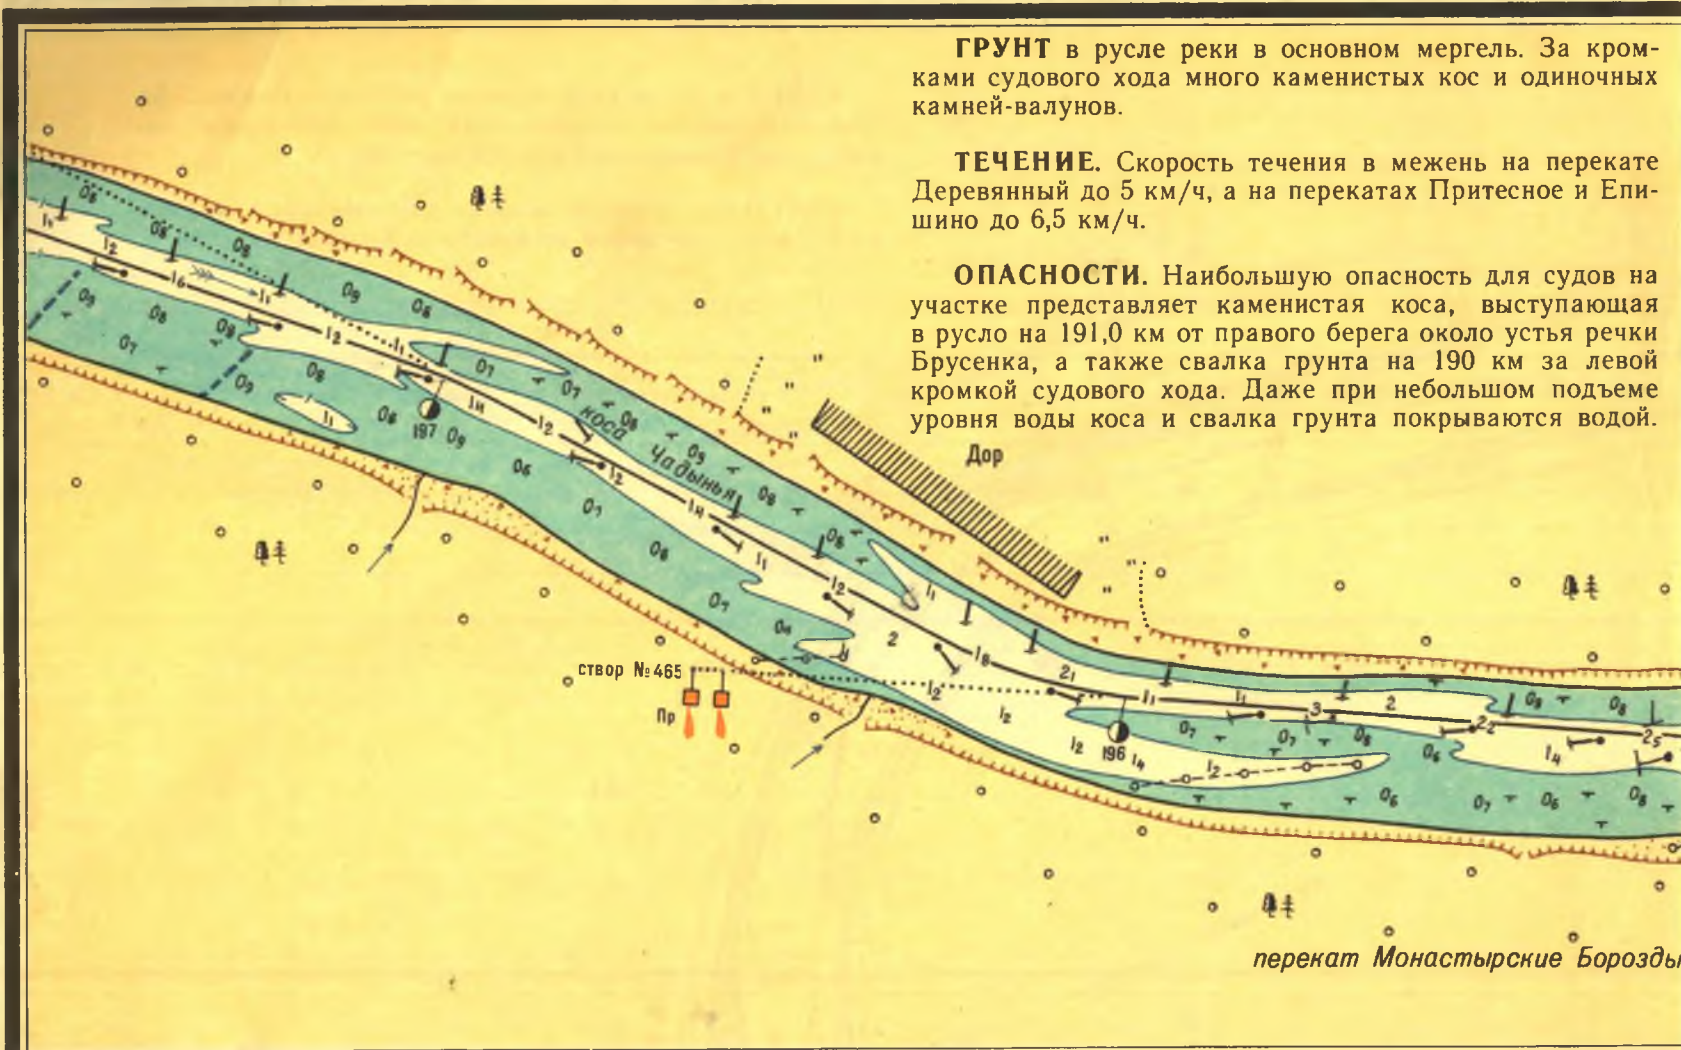 ГРУНТ в русле реки в основном мергель. За кром-
ками судового хода много каменистых кос и одиночных
камней-валунов.
ТЕЧЕНИЕ. Скорость течения в межень на перекате
Деревянный до 5 км/ч, а на перекатах Притесное и Епи-
шино до 6,5 км/ч.
ОПАСНОСТИ. Наибольшую опасность для судов на
участке представляет каменистая коса, выступающая
в русло на 191,0 км от правого берега около устья речки
Брусенка, а также свалка грунта на 190 км за левой
кромкой судового хода. Даже при небольшом подъеме
уровня воды коса и свалка грунта покрываются водой.
Дор
коса
Чадынья
197
створ №465
Пр
196
перекат Монастырские Борозды